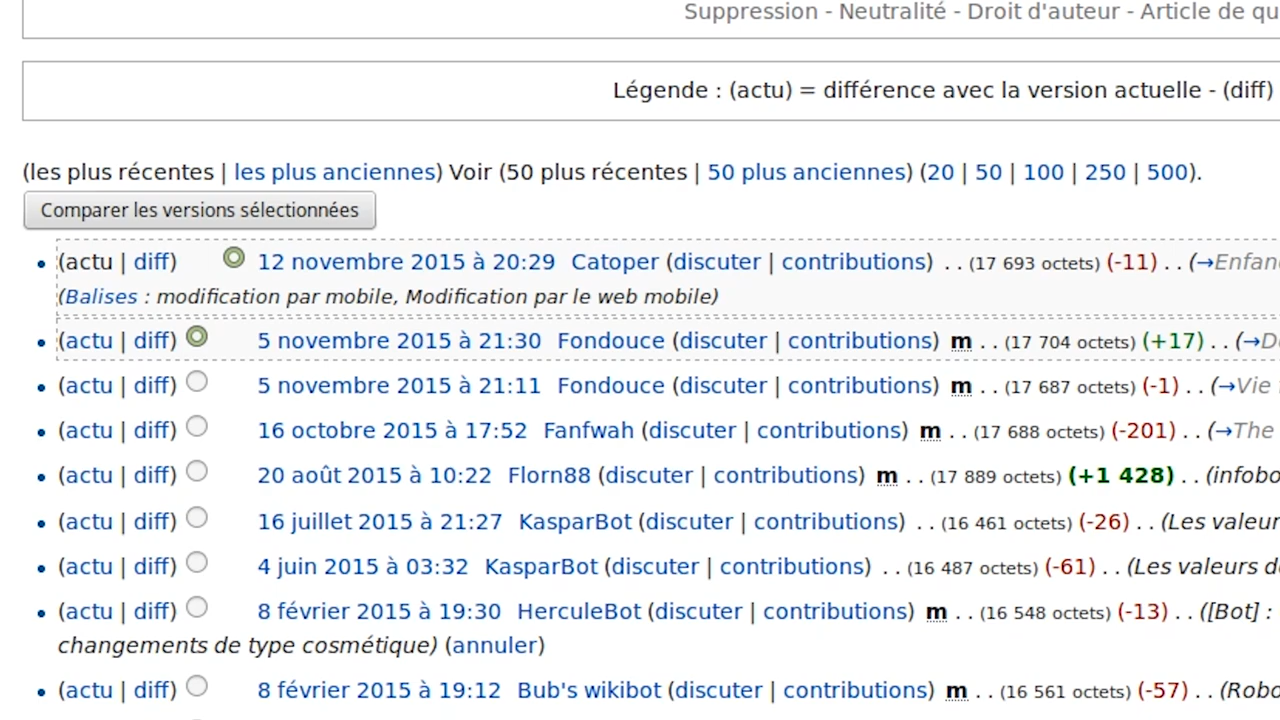 Suppression - Neutralité - Droit d'auteur - Article de qu
Légende : (actu) = différence avec la version actuelle - (diff)
(les plus récentes | les plus anciennes) Voir (50 plus récentes | 50 plus anciennes) (20 | 50 | 100 | 250 | 500).
Comparer les versions sélectionnées
(actu | diff) 12 novembre 2015 à 20:29 Catoper (discuter | contributions) . . (17 693 octets) (-11) . . (→Enfan
(Balises : modification par mobile, Modification par le web mobile)
(actu | diff) 5 novembre 2015 à 21:30 Fondouce (discuter | contributions) m . . (17 704 octets) (+17) . . (→D
(actu | diff) 5 novembre 2015 à 21:11 Fondouce (discuter | contributions) m . . (17 687 octets) (-1) . . (→Vie
(actu | diff) 16 octobre 2015 à 17:52 Fanfwah (discuter | contributions) m . . (17 688 octets) (-201) . . (→The
(actu | diff) 20 août 2015 à 10:22 Florn88 (discuter | contributions) m . . (17 889 octets) (+1 428) . . (infobo
(actu | diff) 16 juillet 2015 à 21:27 KasparBot (discuter | contributions) . . (16 461 octets) (-26) . . (Les valeur
(actu | diff) 4 juin 2015 à 03:32 KasparBot (discuter | contributions) . . (16 487 octets) (-61) . . (Les valeurs d
(actu | diff) 8 février 2015 à 19:30 HerculeBot (discuter | contributions) m . . (16 548 octets) (-13) . . ([Bot] :
changements de type cosmétique) (annuler)
(actu | diff) 8 février 2015 à 19:12 Bub's wikibot (discuter | contributions) m . . (16 561 octets) (-57) . . (Robo